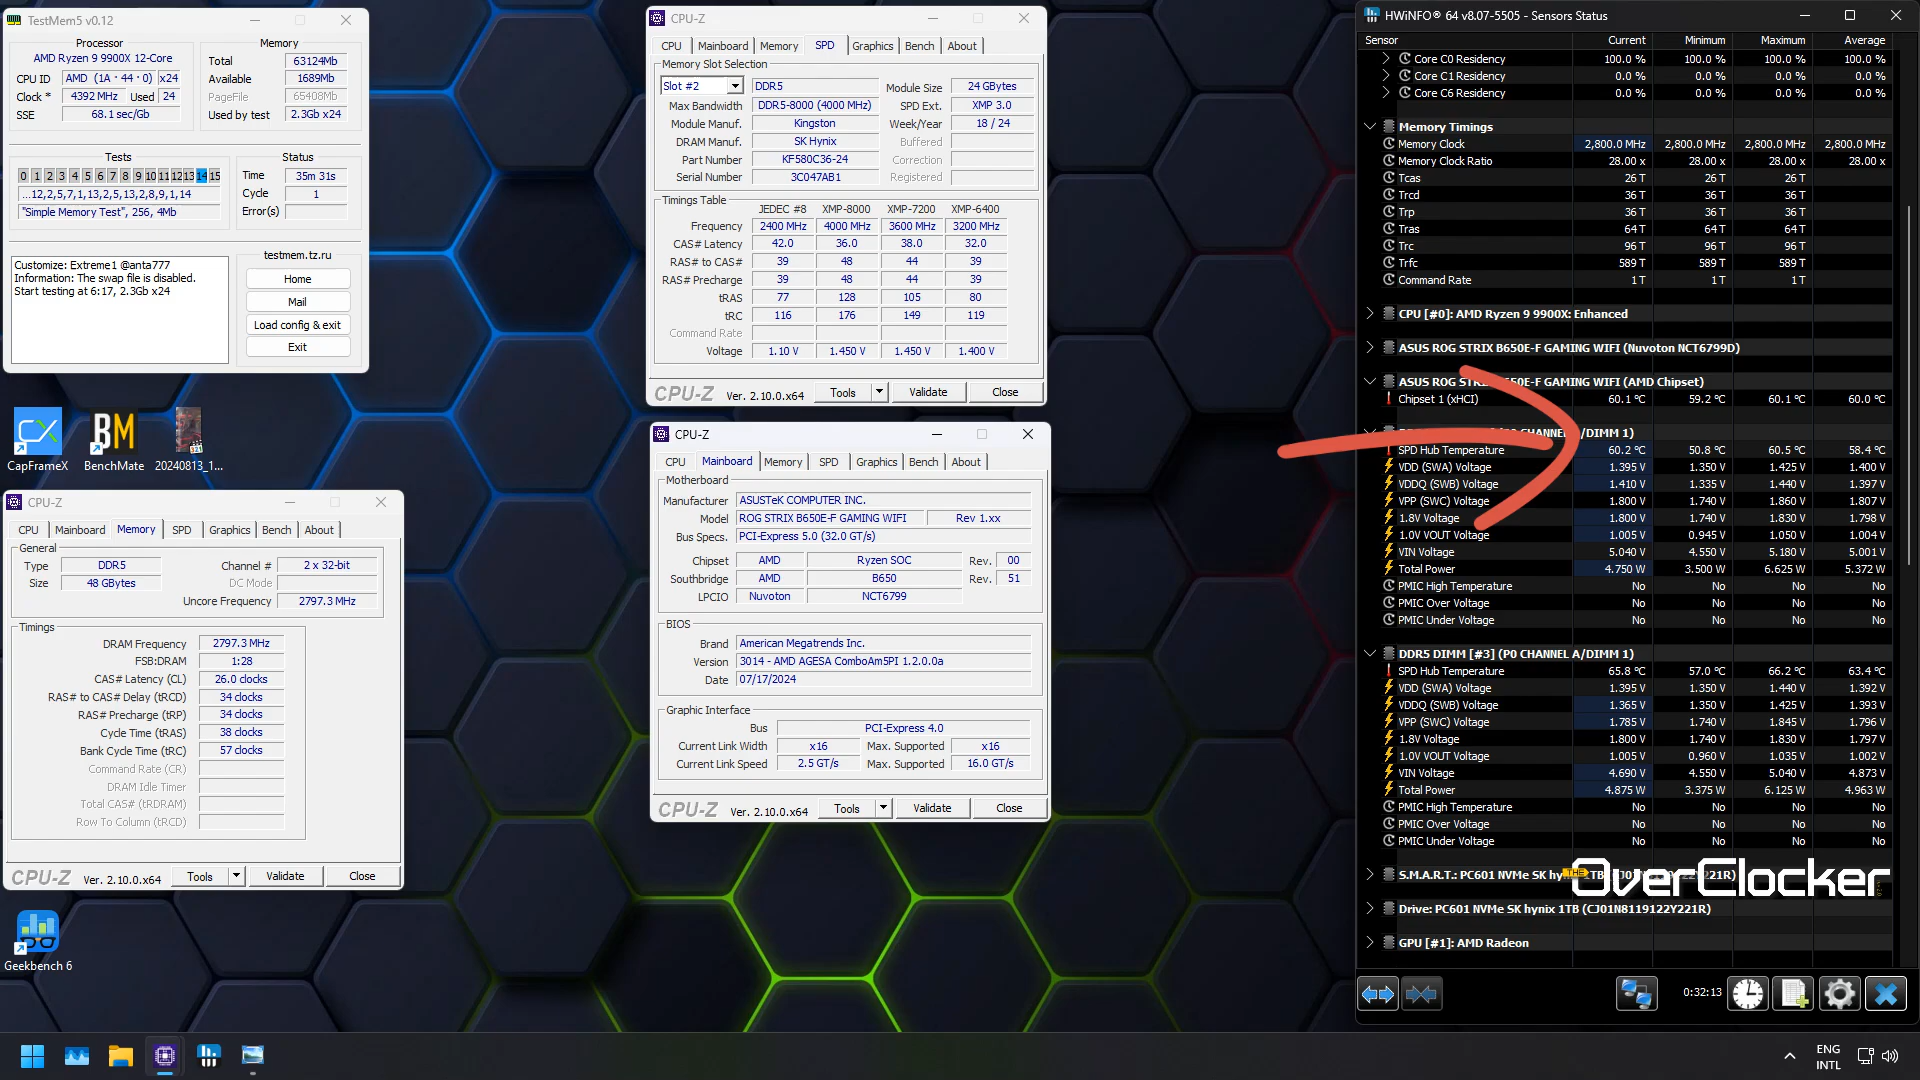 TestMem5 v0.12
Processor
AMD Ryzen 9 9900X 12-Core
CPU ID AMD (1A * 44 : 0) x24
Clock * 4392 MHz Used 24
SSE 68.1 sec/Gb
Memory
Total 63124Mb
Available 1689Mb
PageFile 65408Mb
Used by test 2.3Gb x24
Tests
0 1 2 3 4 5 6 7 8 9 10 11 12 13 14 15
...12,2,5,7,1,13,2,5,13,2,8,9,1,14
"Simple Memory Test", 256, 4Mb
Status
Time 35m 31s
Cycle 1
Error(s)
testmem.tz.ru
Customize: Extreme1 @anta777
Information: The swap file is disabled.
Start testing at 6:17, 2.3Gb x24
Home
Mail
Load config & exit
Exit
CapFrameX
BenchMate
20240813_1...
CPU-Z
CPU Mainboard Memory SPD Graphics Bench About
General
Type DDR5 Channel # 2 x 32-bit
Size 48 GBytes DC Mode
Uncore Frequency 2797.3 MHz
Timings
DRAM Frequency 2797.3 MHz
FSB:DRAM 1:28
CAS# Latency (CL) 26.0 clocks
RAS# to CAS# Delay (tRCD) 34 clocks
RAS# Precharge (tRP) 34 clocks
Cycle Time (tRAS) 38 clocks
Bank Cycle Time (tRC) 57 clocks
Command Rate (CR)
DRAM Idle Timer
Total CAS# (tRDRAM)
Row To Column (tRCD)
CPU-Z Ver. 2.10.0.x64 Tools Validate Close
Geekbench 6
CPU-Z
CPU Mainboard Memory SPD Graphics Bench About
Memory Slot Selection
Slot #2 DDR5 Module Size 24 GBytes
Max Bandwidth DDR5-8000 (4000 MHz) SPD Ext. XMP 3.0
Module Manuf. Kingston Week/Year 18 / 24
DRAM Manuf. SK Hynix Buffered
Part Number KF580C36-24 Correction
Serial Number 3C047AB1 Registered
Timings Table
JEDEC #8 XMP-8000 XMP-7200 XMP-6400
Frequency 2400 MHz 4000 MHz 3600 MHz 3200 MHz
CAS# Latency 42.0 36.0 38.0 32.0
RAS# to CAS# 39 48 44 39
RAS# Precharge 39 48 44 39
tRAS 77 128 105 80
tRC 116 176 149 119
Command Rate
Voltage 1.10 V 1.450 V 1.450 V 1.400 V
CPU-Z Ver. 2.10.0.x64 Tools Validate Close
CPU-Z
CPU Mainboard Memory SPD Graphics Bench About
Motherboard
Manufacturer ASUSTeK COMPUTER INC.
Model ROG STRIX B650E-F GAMING WIFI Rev 1.xx
Bus Specs. PCI-Express 5.0 (32.0 GT/s)
Chipset AMD Ryzen SOC Rev. 00
Southbridge AMD B650 Rev. 51
LPCIO Nuvoton NCT6799
BIOS
Brand American Megatrends Inc.
Version 3014 - AMD AGESA ComboAm5PI 1.2.0.0a
Date 07/17/2024
Graphic Interface
Bus PCI-Express 4.0
Current Link Width x16 Max. Supported x16
Current Link Speed 2.5 GT/s Max. Supported 16.0 GT/s
CPU-Z Ver. 2.10.0.x64 Tools Validate Close
HWiNFO® 64 v8.07-5505 - Sensors Status
Sensor Current Minimum Maximum Average
Core C0 Residency 100.0 % 100.0 % 100.0 % 100.0 %
Core C1 Residency 0.0 % 0.0 % 0.0 % 0.0 %
Core C6 Residency 0.0 % 0.0 % 0.0 % 0.0 %
Memory Timings
Memory Clock 2,800.0 MHz 2,800.0 MHz 2,800.0 MHz 2,800.0 MHz
Memory Clock Ratio 28.00 x 28.00 x 28.00 x 28.00 x
Tcas 26 T 26 T 26 T
Trcd 36 T 36 T 36 T
Trp 36 T 36 T 36 T
Tras 64 T 64 T 64 T
Trc 96 T 96 T 96 T
Trfc 589 T 589 T 589 T
Command Rate 1 T 1 T 1 T
CPU [#0]: AMD Ryzen 9 9900X: Enhanced
ASUS ROG STRIX B650E-F GAMING WIFI (Nuvoton NCT6799D)
ASUS ROG STRIX B650E-F GAMING WIFI (AMD Chipset)
Chipset 1 (xHCI) 60.1 °C 59.2 °C 60.1 °C 60.0 °C
CHANNEL A/DIMM 1)
SPD Hub Temperature 60.2 °C 50.8 °C 60.5 °C 58.4 °C
VDD (SWA) Voltage 1.395 V 1.350 V 1.425 V 1.400 V
VDDQ (SWB) Voltage 1.410 V 1.335 V 1.440 V 1.397 V
VPP (SWC) Voltage 1.800 V 1.740 V 1.860 V 1.807 V
1.8V Voltage 1.800 V 1.740 V 1.830 V 1.798 V
1.0V VOUT Voltage 1.005 V 0.945 V 1.050 V 1.004 V
VIN Voltage 5.040 V 4.550 V 5.180 V 5.001 V
Total Power 4.750 W 3.500 W 6.625 W 5.372 W
PMIC High Temperature No No No
PMIC Over Voltage No No No
PMIC Under Voltage No No No
DDR5 DIMM [#3] (P0 CHANNEL A/DIMM 1)
SPD Hub Temperature 65.8 °C 57.0 °C 66.2 °C 63.4 °C
VDD (SWA) Voltage 1.395 V 1.350 V 1.440 V 1.392 V
VDDQ (SWB) Voltage 1.365 V 1.350 V 1.425 V 1.393 V
VPP (SWC) Voltage 1.785 V 1.740 V 1.845 V 1.796 V
1.8V Voltage 1.800 V 1.740 V 1.830 V 1.797 V
1.0V VOUT Voltage 1.005 V 0.960 V 1.035 V 1.002 V
VIN Voltage 4.690 V 4.550 V 5.040 V 4.873 V
Total Power 4.875 W 3.375 W 6.125 W 4.963 W
PMIC High Temperature No No No
PMIC Over Voltage No No No
PMIC Under Voltage No No No
THE OverClocker
S.M.A.R.T.: PC601 NVMe SK hynix 1TB (CJ01N8119122Y221R)
Drive: PC601 NVMe SK hynix 1TB (CJ01N8119122Y221R)
GPU [#1]: AMD Radeon
0:32:13
ENG
INTL